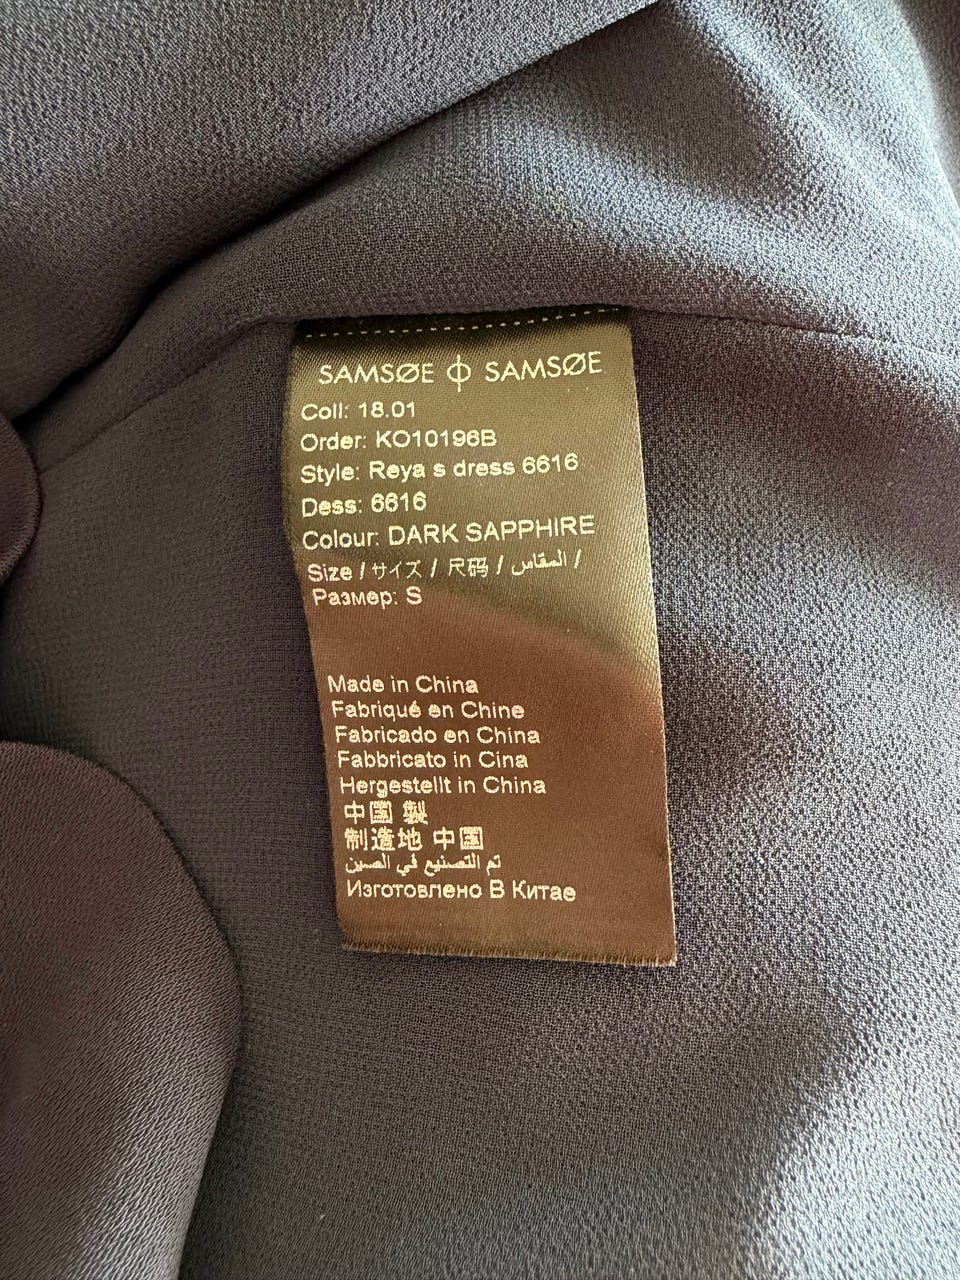 SAMSØE ϕ SAMSØE
Coll: 18.01
Order: KO10196B
Style: Reya s dress 6616
Dess: 6616
Colour: DARK SAPPHIRE
Size / サイズ / 尺码 / المقاس /
Размер: S
Made in China
Fabriqué en Chine
Fabricado en China
Fabbricato in Cina
Hergestellt in China
中国 製
制造地 中国
تم التصنيع في الصين
Изготовлено В Китае